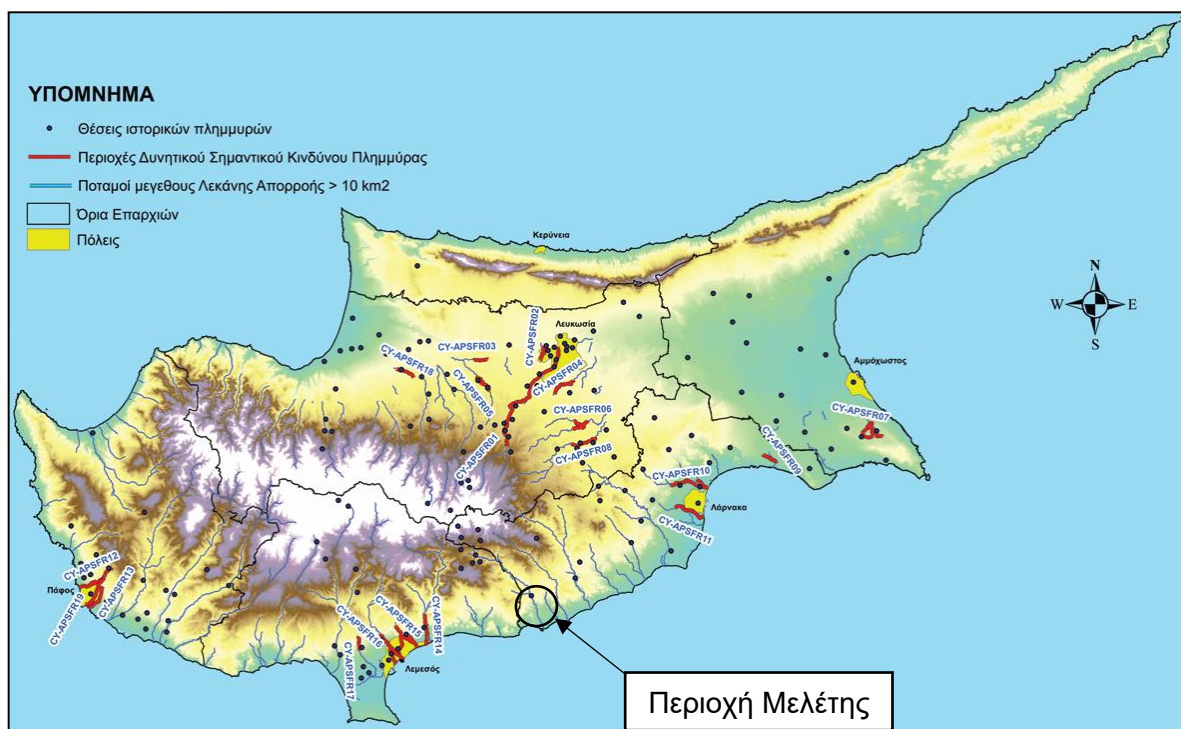 ΥΠΟΜΝΗΜΑ
Θέσεις ιστορικών πλημμυρών
Περιοχές Δυνητικού Σημαντικού Κινδύνου Πλημμύρας
Ποταμοί μεγεθους Λεκάνης Απορροής > 10 km2
Όρια Επαρχιών
Πόλεις
Κερύνεια
N
W E
S
CY-APSFR02
Λευκωσία
CY-APSFR03
CY-APSFR18
CY-APSFR04
Αμμόχωστος
CY-APSFR05
CY-APSFR06
CY-APSFR07
CY-APSFR01
CY-APSFR08
CY-APSFR09
CY-APSFR10
Λάρνακα
CY-APSFR11
CY-APSFR12
CY-APSFR13
Πάφος
CY-APSFR19
CY-APSFR14
CY-APSFR15
CY-APSFR16
CY-APSFR17
Λεμεσός
Περιοχή Μελέτης